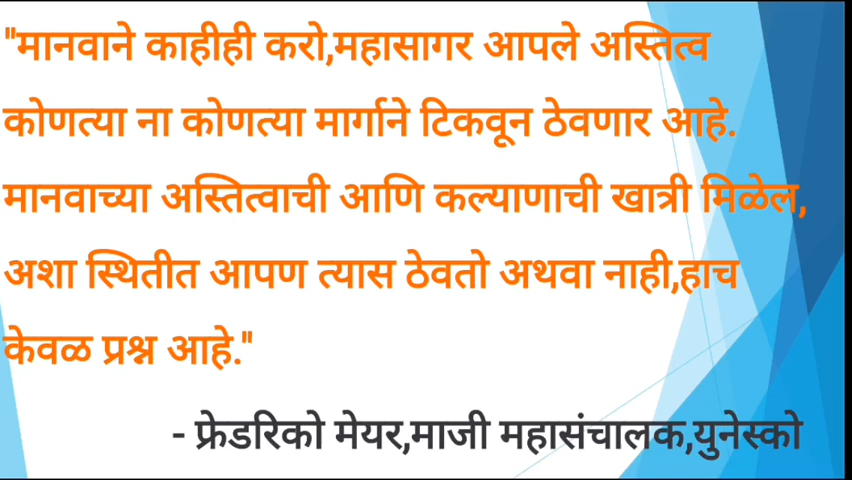 "मानवाने काहीही करो,महासागर आपले अस्तित्व
कोणत्या ना कोणत्या मार्गाने टिकवून ठेवणार आहे.
मानवाच्या अस्तित्वाची आणि कल्याणाची खात्री मिळेल,
अशा स्थितीत आपण त्यास ठेवतो अथवा नाही,हाच
केवळ प्रश्न आहे."
- फ्रेडरिको मेयर,माजी महासंचालक,युनेस्को